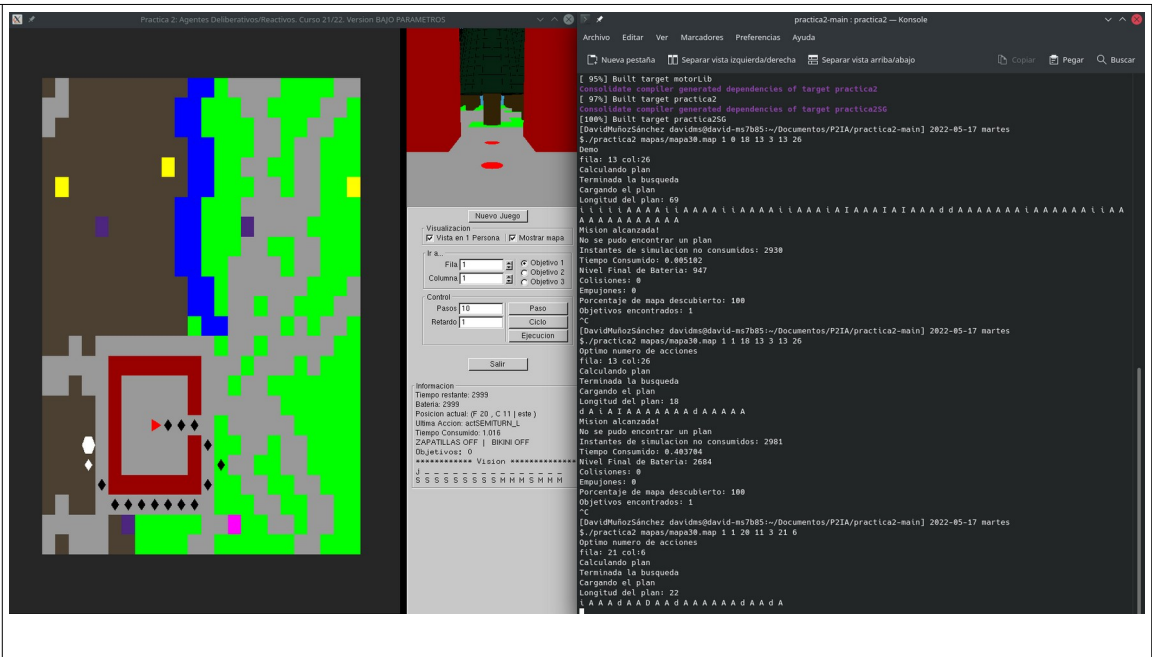 Practica 2: Agentes Deliberativos/Reactivos. Curso 21/22. Version BAJO PARAMETROS
Nuevo Juego
Visualizacion
Vista en 1 Persona
Mostrar mapa
Ir a...
Fila 1
Columna 1
Objetivo 1
Objetivo 2
Objetivo 3
Control
Pasos 10
Paso
Retardo 1
Ciclo
Ejecucion
Salir
Informacion
Tiempo restante: 2999
Bateria: 2999
Posicion actual: (F 20 , C 11 | este )
Ultima Accion: actSEMITURN_L
Tiempo Consumido: 1.016
ZAPATILLAS OFF | BIKINI OFF
Objetivos: 0
************ Vision **************
J _ _ _ _ _ _ _ _ _ _ _ _ _ _ _
S S S S S S S S S M M M S M M M
practica2-main : practica2 — Konsole
Archivo Editar Ver Marcadores Preferencias Ayuda
Nueva pestaña Separar vista izquierda/derecha Separar vista arriba/abajo Copiar Pegar Buscar
[ 95%] Built target motorLib
Consolidate compiler generated dependencies of target practica2
[ 97%] Built target practica2
Consolidate compiler generated dependencies of target practica2SG
[100%] Built target practica2SG
[DavidMuñozSánchez davidms@david-ms7b85:~/Documentos/P2IA/practica2-main] 2022-05-17 martes
$./practica2 mapas/mapa30.map 1 0 18 13 3 13 26
Demo
fila: 13 col:26
Calculando plan
Terminada la busqueda
Cargando el plan
Longitud del plan: 69
i i i i i A A A A i i A A A A i i A A A A i i A A A i A I A A A I A I A A A d d A A A A A A A i A A A A A A i i A A
A A A A A A A A A A A
Mision alcanzada!
No se pudo encontrar un plan
Instantes de simulacion no consumidos: 2930
Tiempo Consumido: 0.005102
Nivel Final de Bateria: 947
Colisiones: 0
Empujones: 0
Porcentaje de mapa descubierto: 100
Objetivos encontrados: 1
^C
[DavidMuñozSánchez davidms@david-ms7b85:~/Documentos/P2IA/practica2-main] 2022-05-17 martes
$./practica2 mapas/mapa30.map 1 1 18 13 3 13 26
Optimo numero de acciones
fila: 13 col:26
Calculando plan
Terminada la busqueda
Cargando el plan
Longitud del plan: 18
d A i A I A A A A A A A d A A A A A
Mision alcanzada!
No se pudo encontrar un plan
Instantes de simulacion no consumidos: 2981
Tiempo Consumido: 0.403704
Nivel Final de Bateria: 2684
Colisiones: 0
Empujones: 0
Porcentaje de mapa descubierto: 100
Objetivos encontrados: 1
^C
[DavidMuñozSánchez davidms@david-ms7b85:~/Documentos/P2IA/practica2-main] 2022-05-17 martes
$./practica2 mapas/mapa30.map 1 1 20 11 3 21 6
Optimo numero de acciones
fila: 21 col:6
Calculando plan
Terminada la busqueda
Cargando el plan
Longitud del plan: 22
i A A A d A A D A A d A A A A A A d A A d A